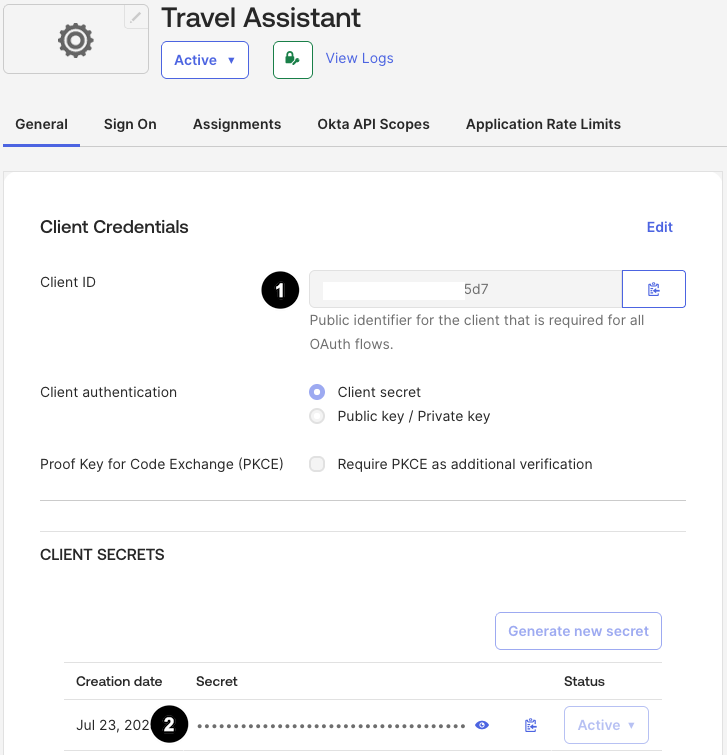 Travel Assistant
Active ▼
View Logs
General Sign On Assignments Okta API Scopes Application Rate Limits
Client Credentials Edit
Client ID 1 5d7
Public identifier for the client that is required for all
OAuth flows.
Client authentication Client secret
Public key / Private key
Proof Key for Code Exchange (PKCE) Require PKCE as additional verification
CLIENT SECRETS
Generate new secret
Creation date Secret Status
Jul 23, 202 2 •••••••••••••••••••••••••••••••••••••• Active ▼